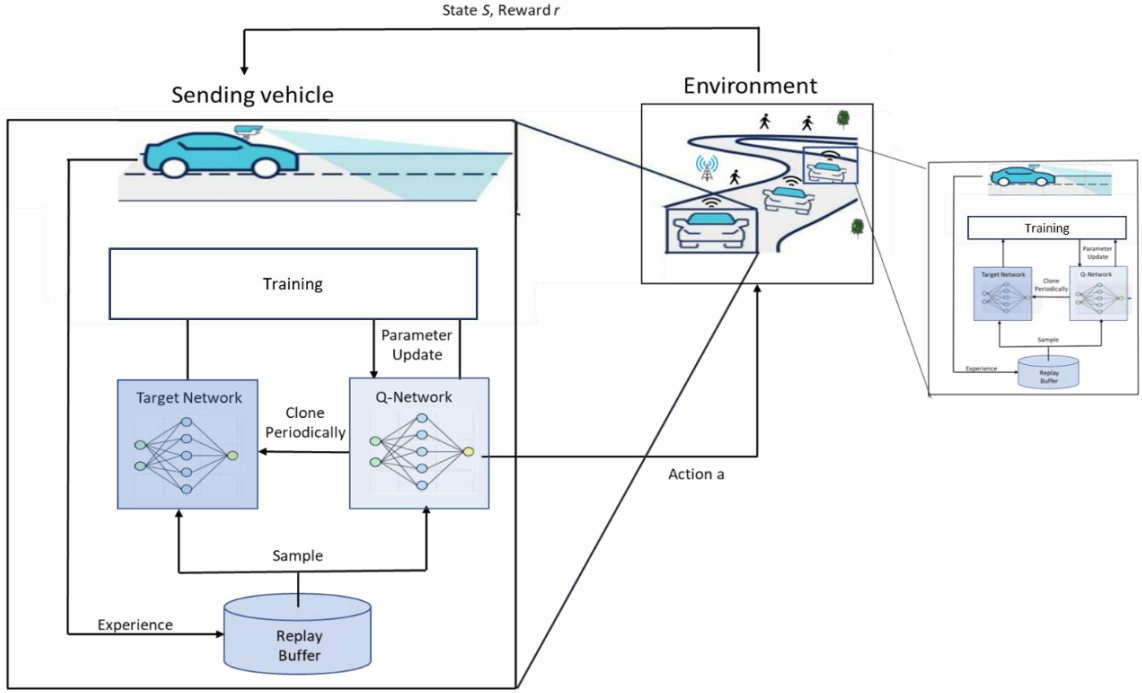 State S, Reward r
Sending vehicle
Environment
Training
Parameter
Update
Target Network
Q-Network
Clone
Periodically
Action a
Sample
Experience
Replay
Buffer
Training
Parameter
Update
Target Network
Q-Network
Clone
Periodically
Sample
Experience
Replay
Buffer